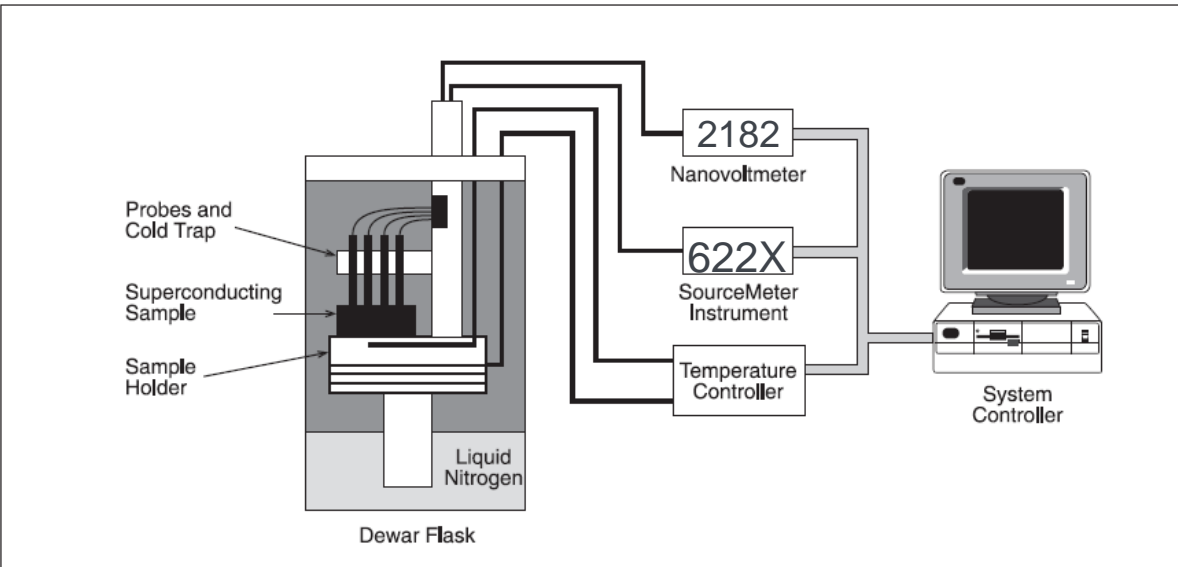 2182
Nanovoltmeter
Probes and
Cold Trap
622X
Superconducting
Sample
SourceMeter
Instrument
Sample
Holder
Temperature
Controller
System
Controller
Liquid
Nitrogen
Dewar Flask